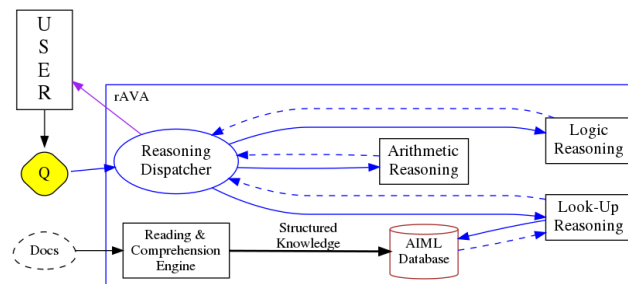 U
S
E
R
rAVA
Q
Reasoning
Dispatcher
Arithmetic
Reasoning
Logic
Reasoning
Look-Up
Reasoning
Docs
Reading &
Comprehension
Engine
Structured
Knowledge
AIML
Database